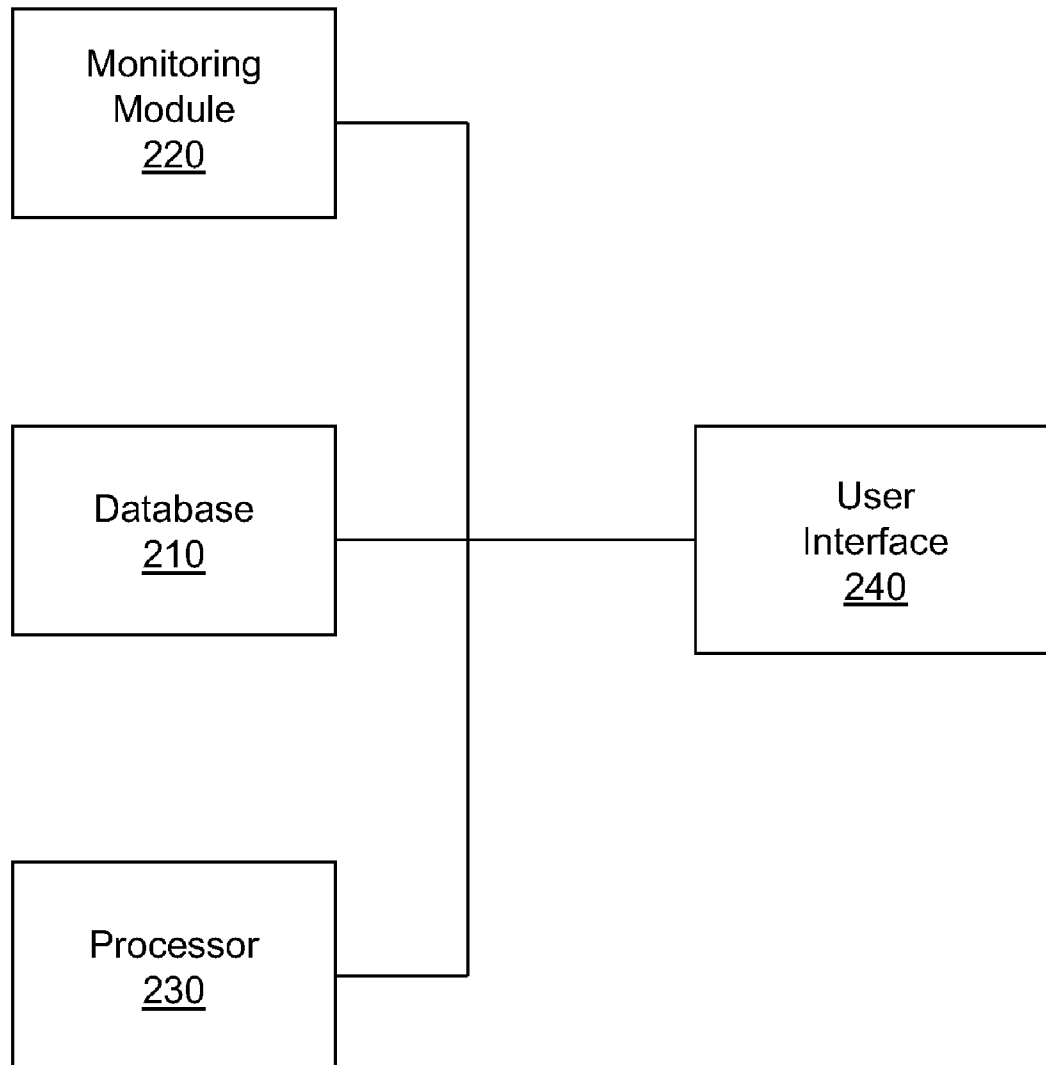 Monitoring
Module
220
Database
210
User
Interface
240
Processor
230